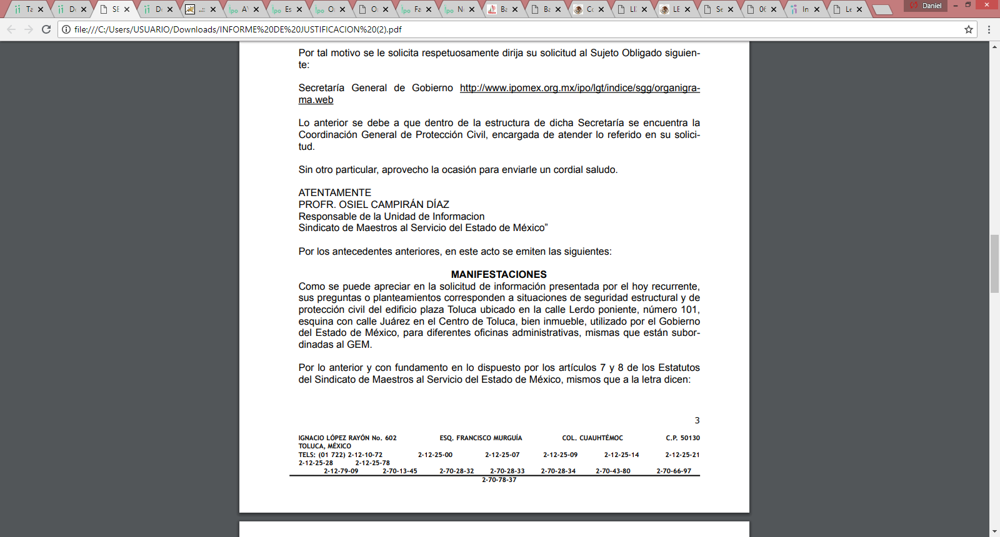 Ta
De
SE
De
..::
A'
Es
O
O
Fa
N
Ba
Ba
Co
LI
LE
Se
06
In
Le
Daniel
file:///C:/Users/USUARIO/Downloads/INFORME%20DE%20JUSTIFICACION%20(2).pdf
Por tal motivo se le solicita respetuosamente dirija su solicitud al Sujeto Obligado siguien-
te:
Secretaría General de Gobierno http://www.ipomex.org.mx/ipo/lgt/indice/sgg/organigra-
ma.web
Lo anterior se debe a que dentro de la estructura de dicha Secretaría se encuentra la
Coordinación General de Protección Civil, encargada de atender lo referido en su solici-
tud.
Sin otro particular, aprovecho la ocasión para enviarle un cordial saludo.
ATENTAMENTE
PROFR. OSIEL CAMPIRÁN DÍAZ
Responsable de la Unidad de Informacion
Sindicato de Maestros al Servicio del Estado de México”
Por los antecedentes anteriores, en este acto se emiten las siguientes:
MANIFESTACIONES
Como se puede apreciar en la solicitud de información presentada por el hoy recurrente,
sus preguntas o planteamientos corresponden a situaciones de seguridad estructural y de
protección civil del edificio plaza Toluca ubicado en la calle Lerdo poniente, número 101,
esquina con calle Juárez en el Centro de Toluca, bien inmueble, utilizado por el Gobierno
del Estado de México, para diferentes oficinas administrativas, mismas que están subor-
dinadas al GEM.
Por lo anterior y con fundamento en lo dispuesto por los artículos 7 y 8 de los Estatutos
del Sindicato de Maestros al Servicio del Estado de México, mismos que a la letra dicen:
3
IGNACIO LÓPEZ RAYÓN No. 602 ESQ. FRANCISCO MURGUÍA COL. CUAUHTÉMOC C.P. 50130
TOLUCA, MÉXICO
TELS: (01 722) 2-12-10-72 2-12-25-00 2-12-25-07 2-12-25-09 2-12-25-14 2-12-25-21
2-12-25-28 2-12-25-78
2-12-79-09 2-70-13-45 2-70-28-32 2-70-28-33 2-70-28-34 2-70-43-80 2-70-66-97
2-70-78-37